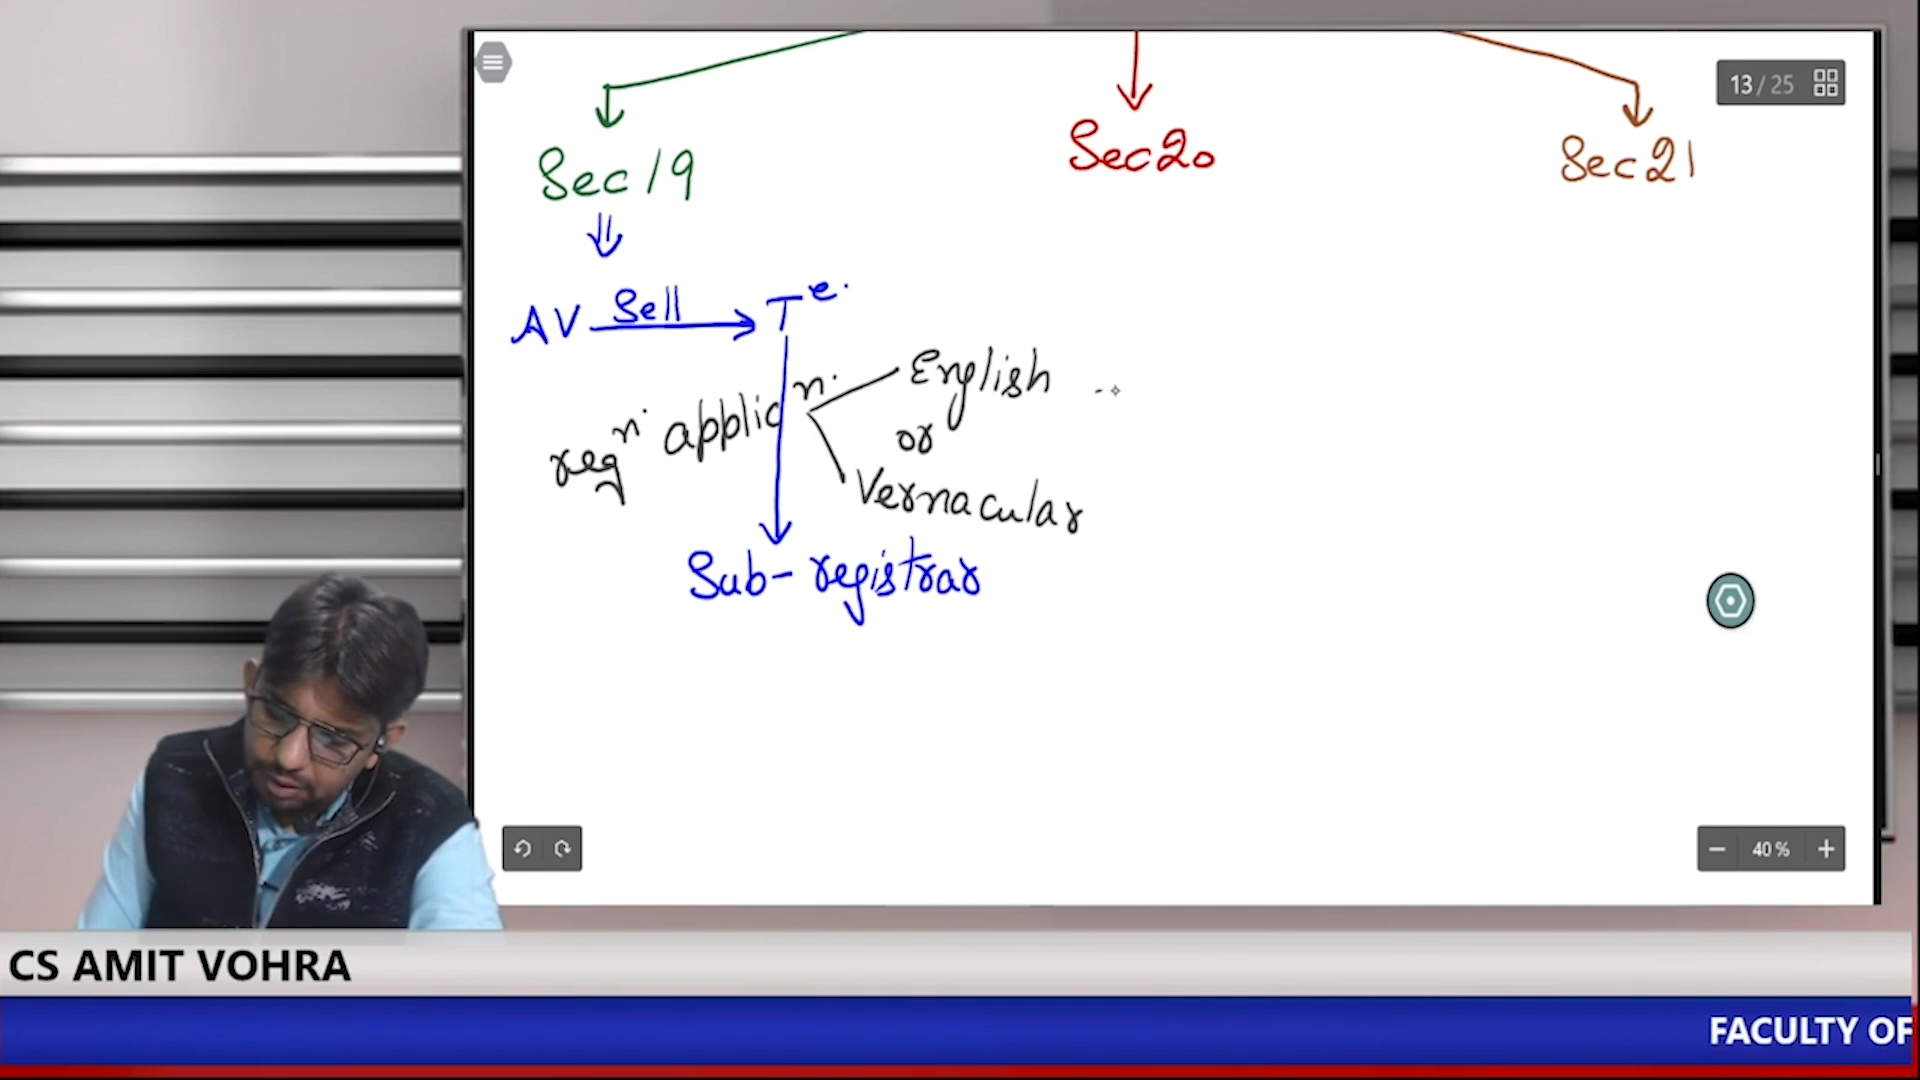 13 / 25
Sec 19
Sec 20
Sec 21
AV Sell Te.
regn. applicn. English
or
Vernacular
Sub-registrar
40 %
CS AMIT VOHRA
FACULTY OF